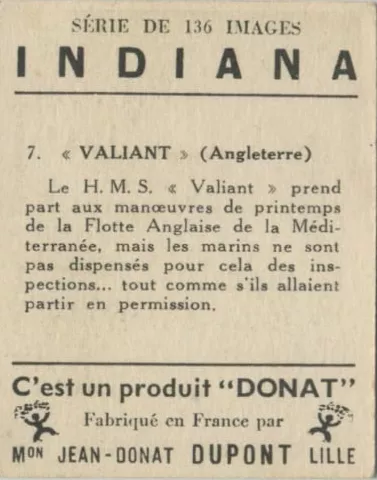 SÉRIE DE 136 IMAGES
INDIANA
7. « VALIANT » (Angleterre)
Le H. M. S. « Valiant » prend
part aux manœuvres de printemps
de la Flotte Anglaise de la Médi-
terranée, mais les marins ne sont
pas dispensés pour cela des ins-
pections... tout comme s'ils allaient
partir en permission.
C'est un produit "DONAT"
Fabriqué en France par
Mon JEAN-DONAT DUPONT LILLE